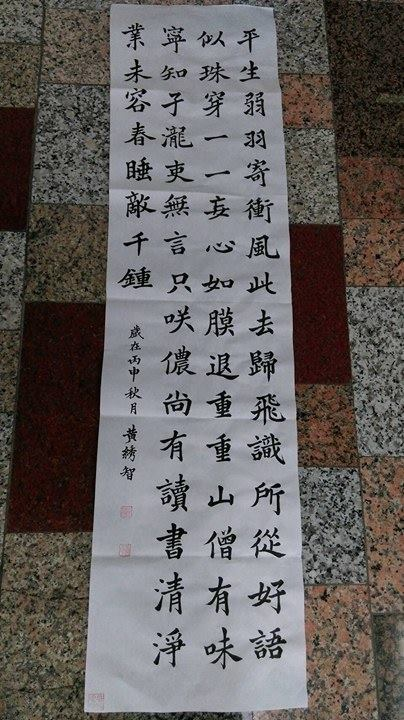 平生弱羽寄衝風此去歸飛識所從好語
似珠穿一一妄心如膜退重重山僧有味
寧知子瀧吏無言只咲儂尚有讀書清淨
業未容春睡敵千鍾
歲在丙申秋月 黃綉智